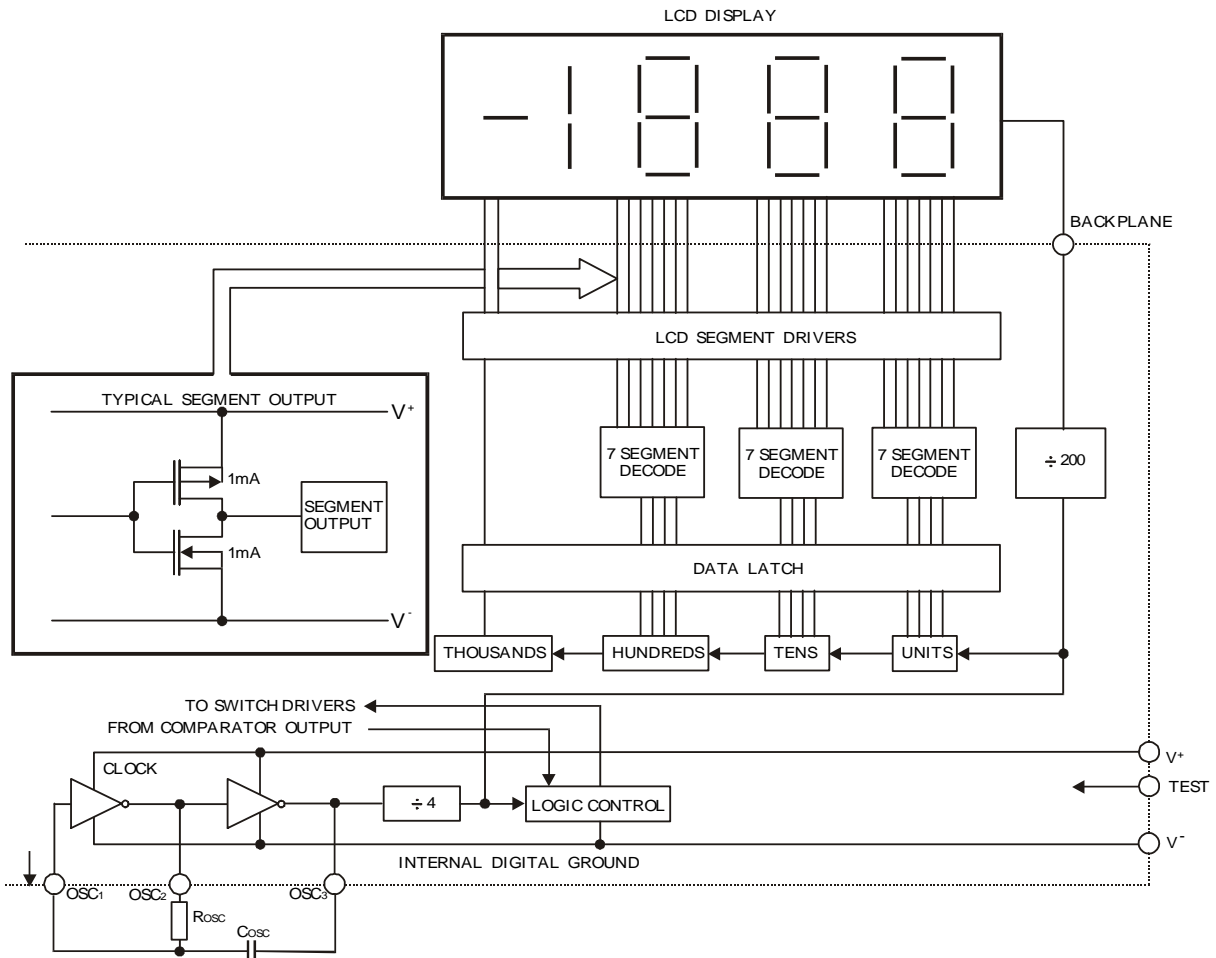 LCD DISPLAY
-1888
BACKPLANE
LCD SEGMENT DRIVERS
TYPICAL SEGMENT OUTPUT
V+
1mA
SEGMENT
OUTPUT
1mA
V-
7 SEGMENT
DECODE
7 SEGMENT
DECODE
7 SEGMENT
DECODE
÷ 200
DATA LATCH
THOUSANDS
HUNDREDS
TENS
UNITS
TO SWITCH DRIVERS
FROM COMPARATOR OUTPUT
CLOCK
÷ 4
LOGIC CONTROL
V+
TEST
V-
INTERNAL DIGITAL GROUND
OSC1
OSC2
OSC3
ROSC
COSC